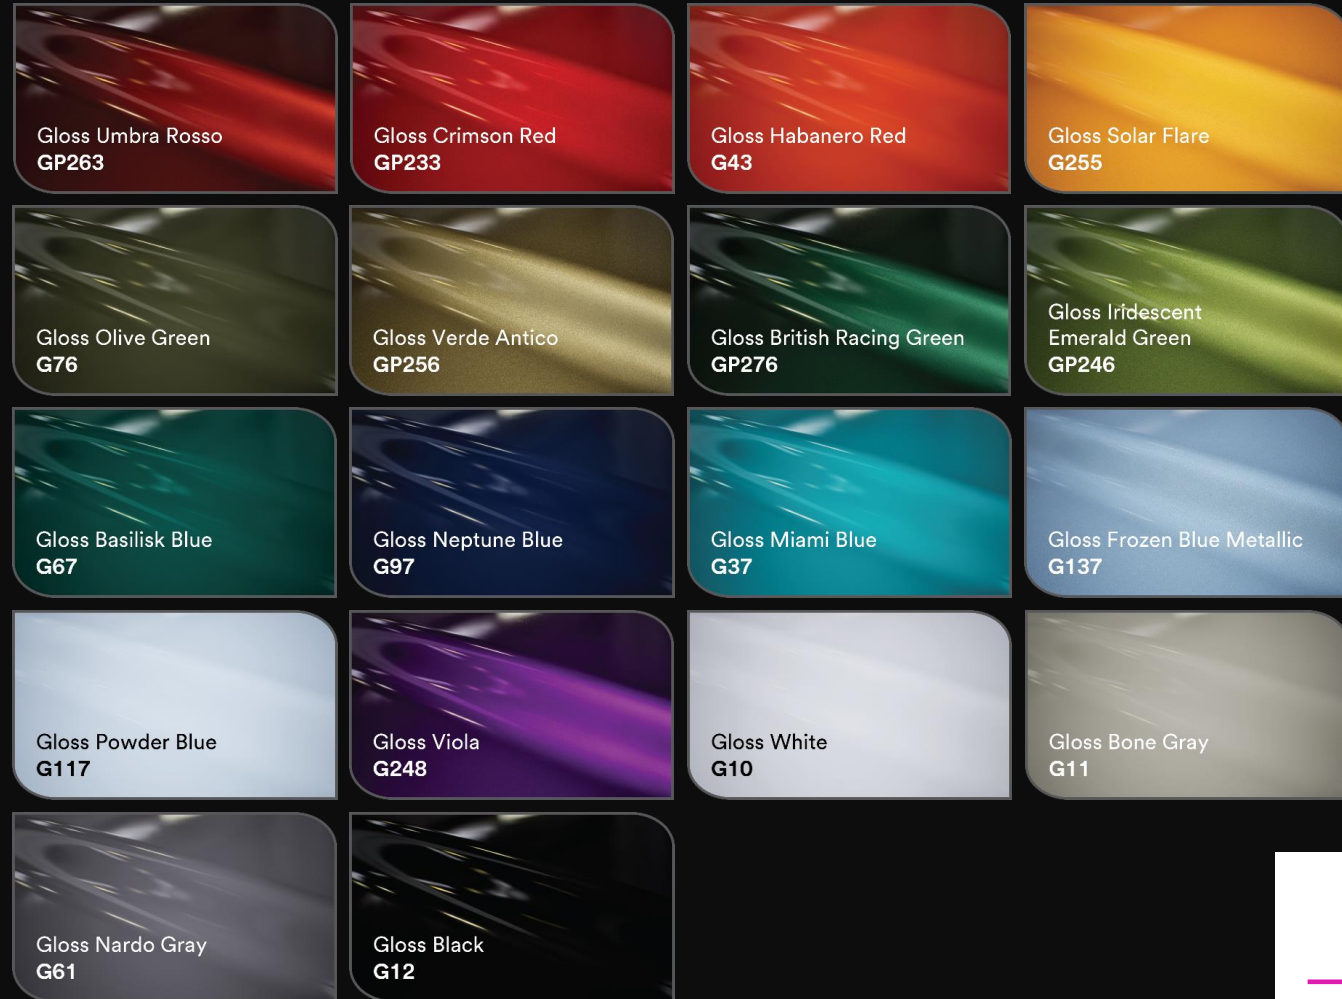 Gloss Umbra Rosso
GP263
Gloss Crimson Red
GP233
Gloss Habanero Red
G43
Gloss Solar Flare
G255
Gloss Olive Green
G76
Gloss Verde Antico
GP256
Gloss British Racing Green
GP276
Gloss Iridescent
Emerald Green
GP246
Gloss Basilisk Blue
G67
Gloss Neptune Blue
G97
Gloss Miami Blue
G37
Gloss Frozen Blue Metallic
G137
Gloss Powder Blue
G117
Gloss Viola
G248
Gloss White
G10
Gloss Bone Gray
G11
Gloss Nardo Gray
G61
Gloss Black
G12